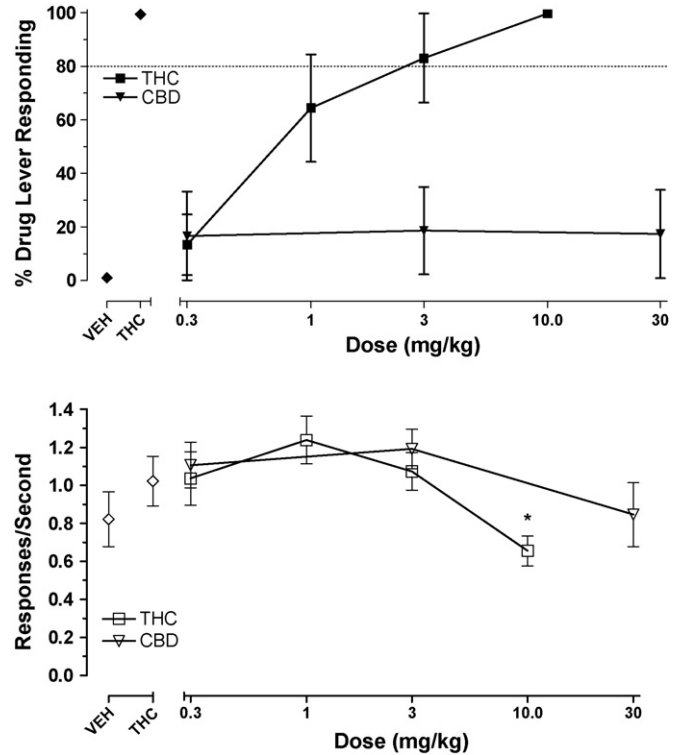 % Drug Lever Responding
100
80
60
40
20
0
THC
CBD
VEH
THC
0.3
1
3
10.0
30
Dose (mg/kg)
Responses/Second
1.4
1.2
1.0
0.8
0.6
0.4
0.2
0.0
*
THC
CBD
VEH
THC
0.3
1
3
10.0
30
Dose (mg/kg)